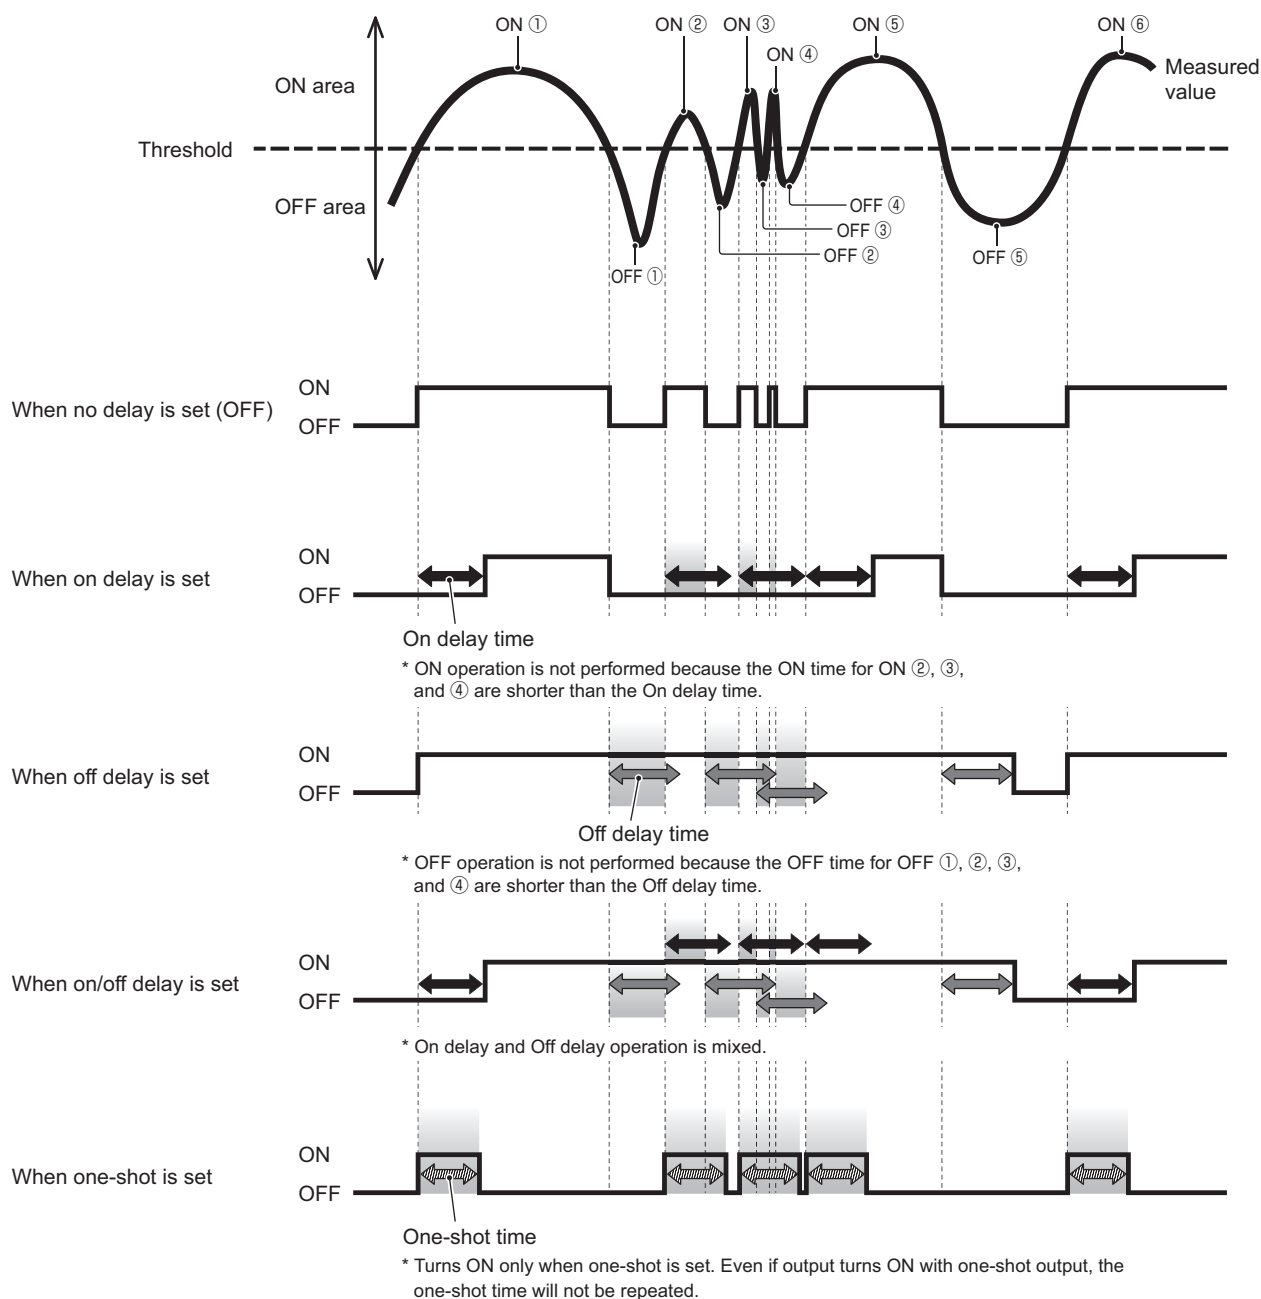 ON ①
ON ②
ON ③
ON ④
ON ⑤
ON ⑥
ON area
Measured
value
Threshold
OFF area
OFF ④
OFF ③
OFF ②
OFF ⑤
OFF ①
ON
When no delay is set (OFF)
OFF
ON
When on delay is set
OFF
On delay time
* ON operation is not performed because the ON time for ON ②, ③,
and ④ are shorter than the On delay time.
ON
When off delay is set
OFF
Off delay time
* OFF operation is not performed because the OFF time for OFF ①, ②, ③,
and ④ are shorter than the Off delay time.
ON
When on/off delay is set
OFF
* On delay and Off delay operation is mixed.
ON
When one-shot is set
OFF
One-shot time
* Turns ON only when one-shot is set. Even if output turns ON with one-shot output, the
one-shot time will not be repeated.